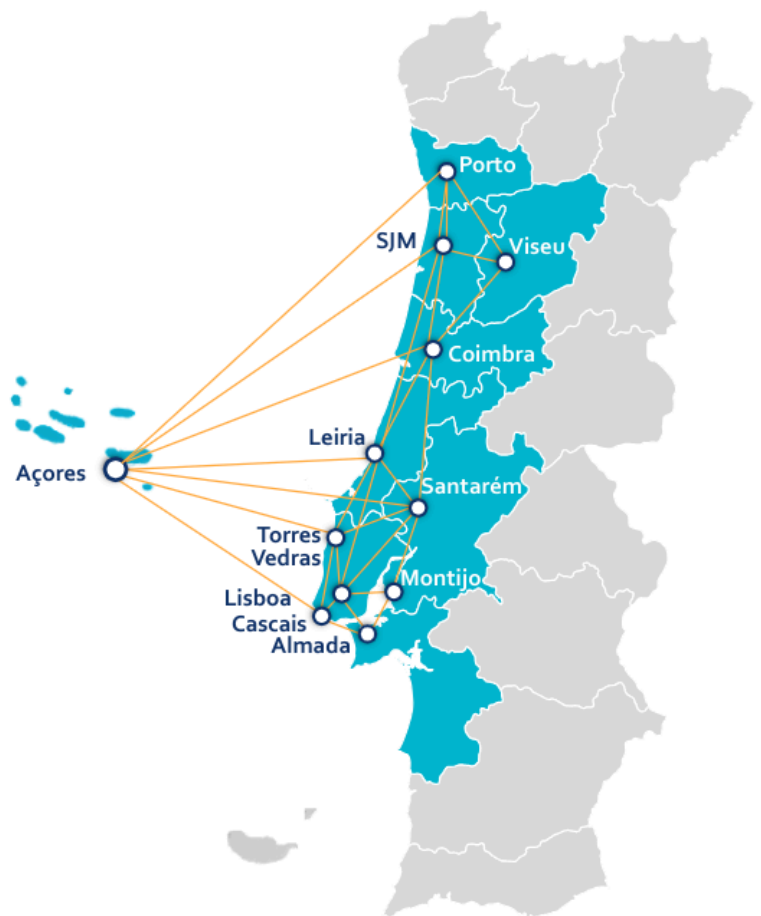 Porto
SJM
Viseu
Coimbra
Leiria
Açores
Santarém
Torres
Vedras
Montijo
Lisboa
Cascais
Almada